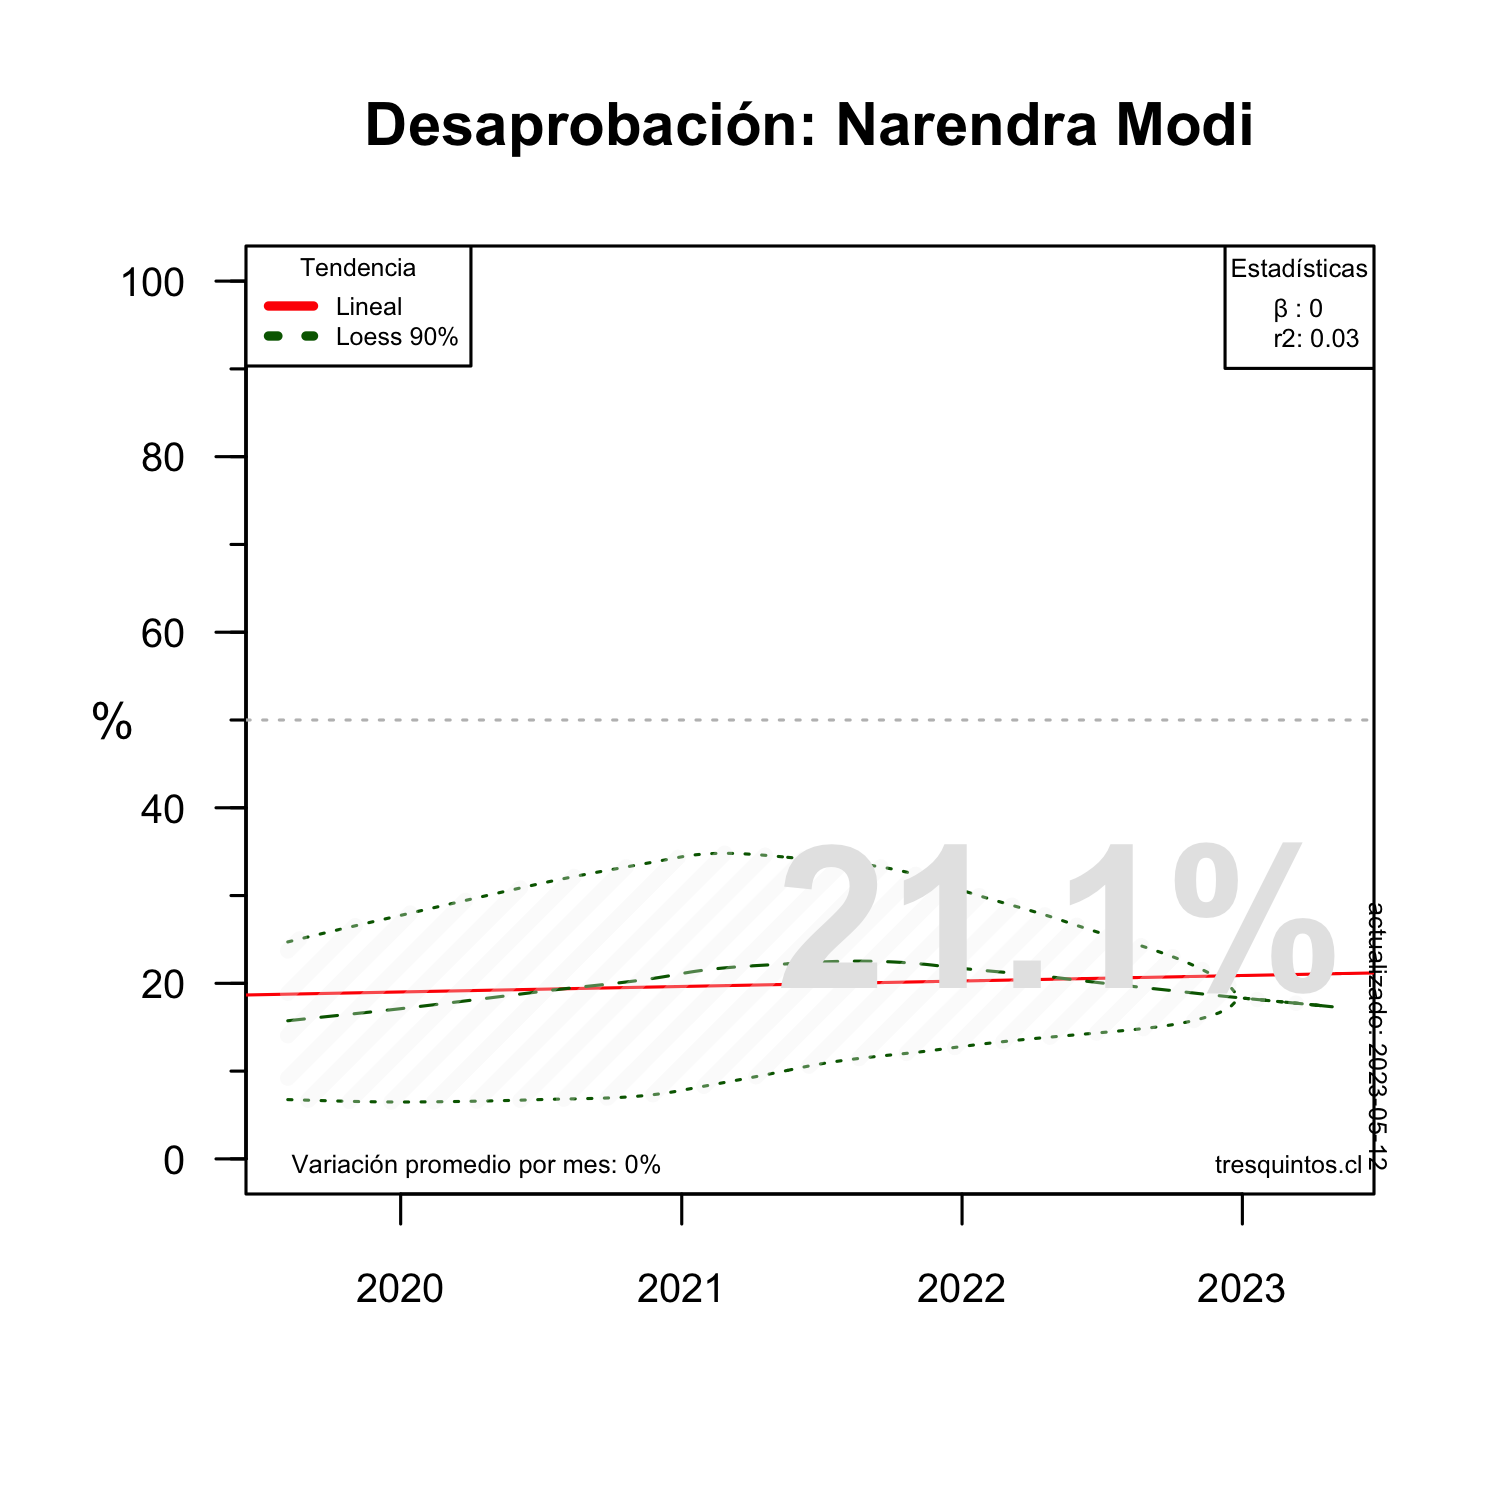 Desaprobación: Narendra Modi
Tendencia
Lineal
Loess 90%
Estadísticas
β : 0
r2: 0.03
100
80
60
%
40
20
0
21.1%
actualizado: 2023-05-12
Variación promedio por mes: 0%
tresquintos.cl
2020
2021
2022
2023